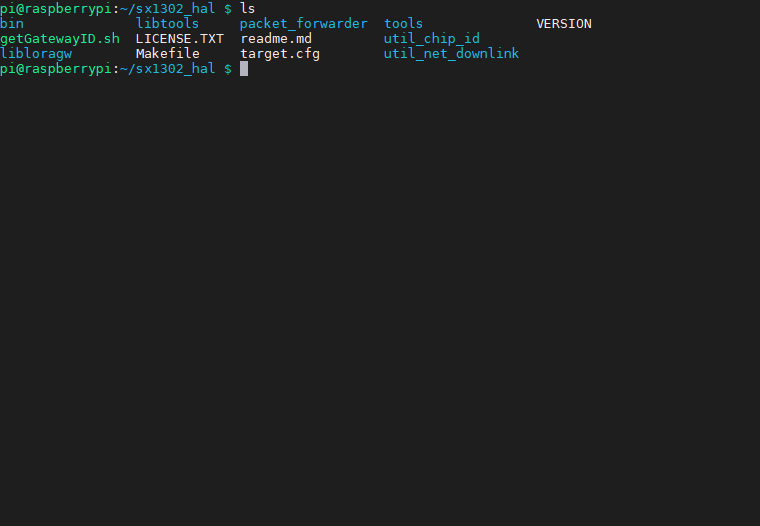 pi@raspberrypi:~/sx1302_hal $ ls
bin libtools packet_forwarder tools VERSION
getGatewayID.sh LICENSE.TXT readme.md util_chip_id
libloragw Makefile target.cfg util_net_downlink
pi@raspberrypi:~/sx1302_hal $